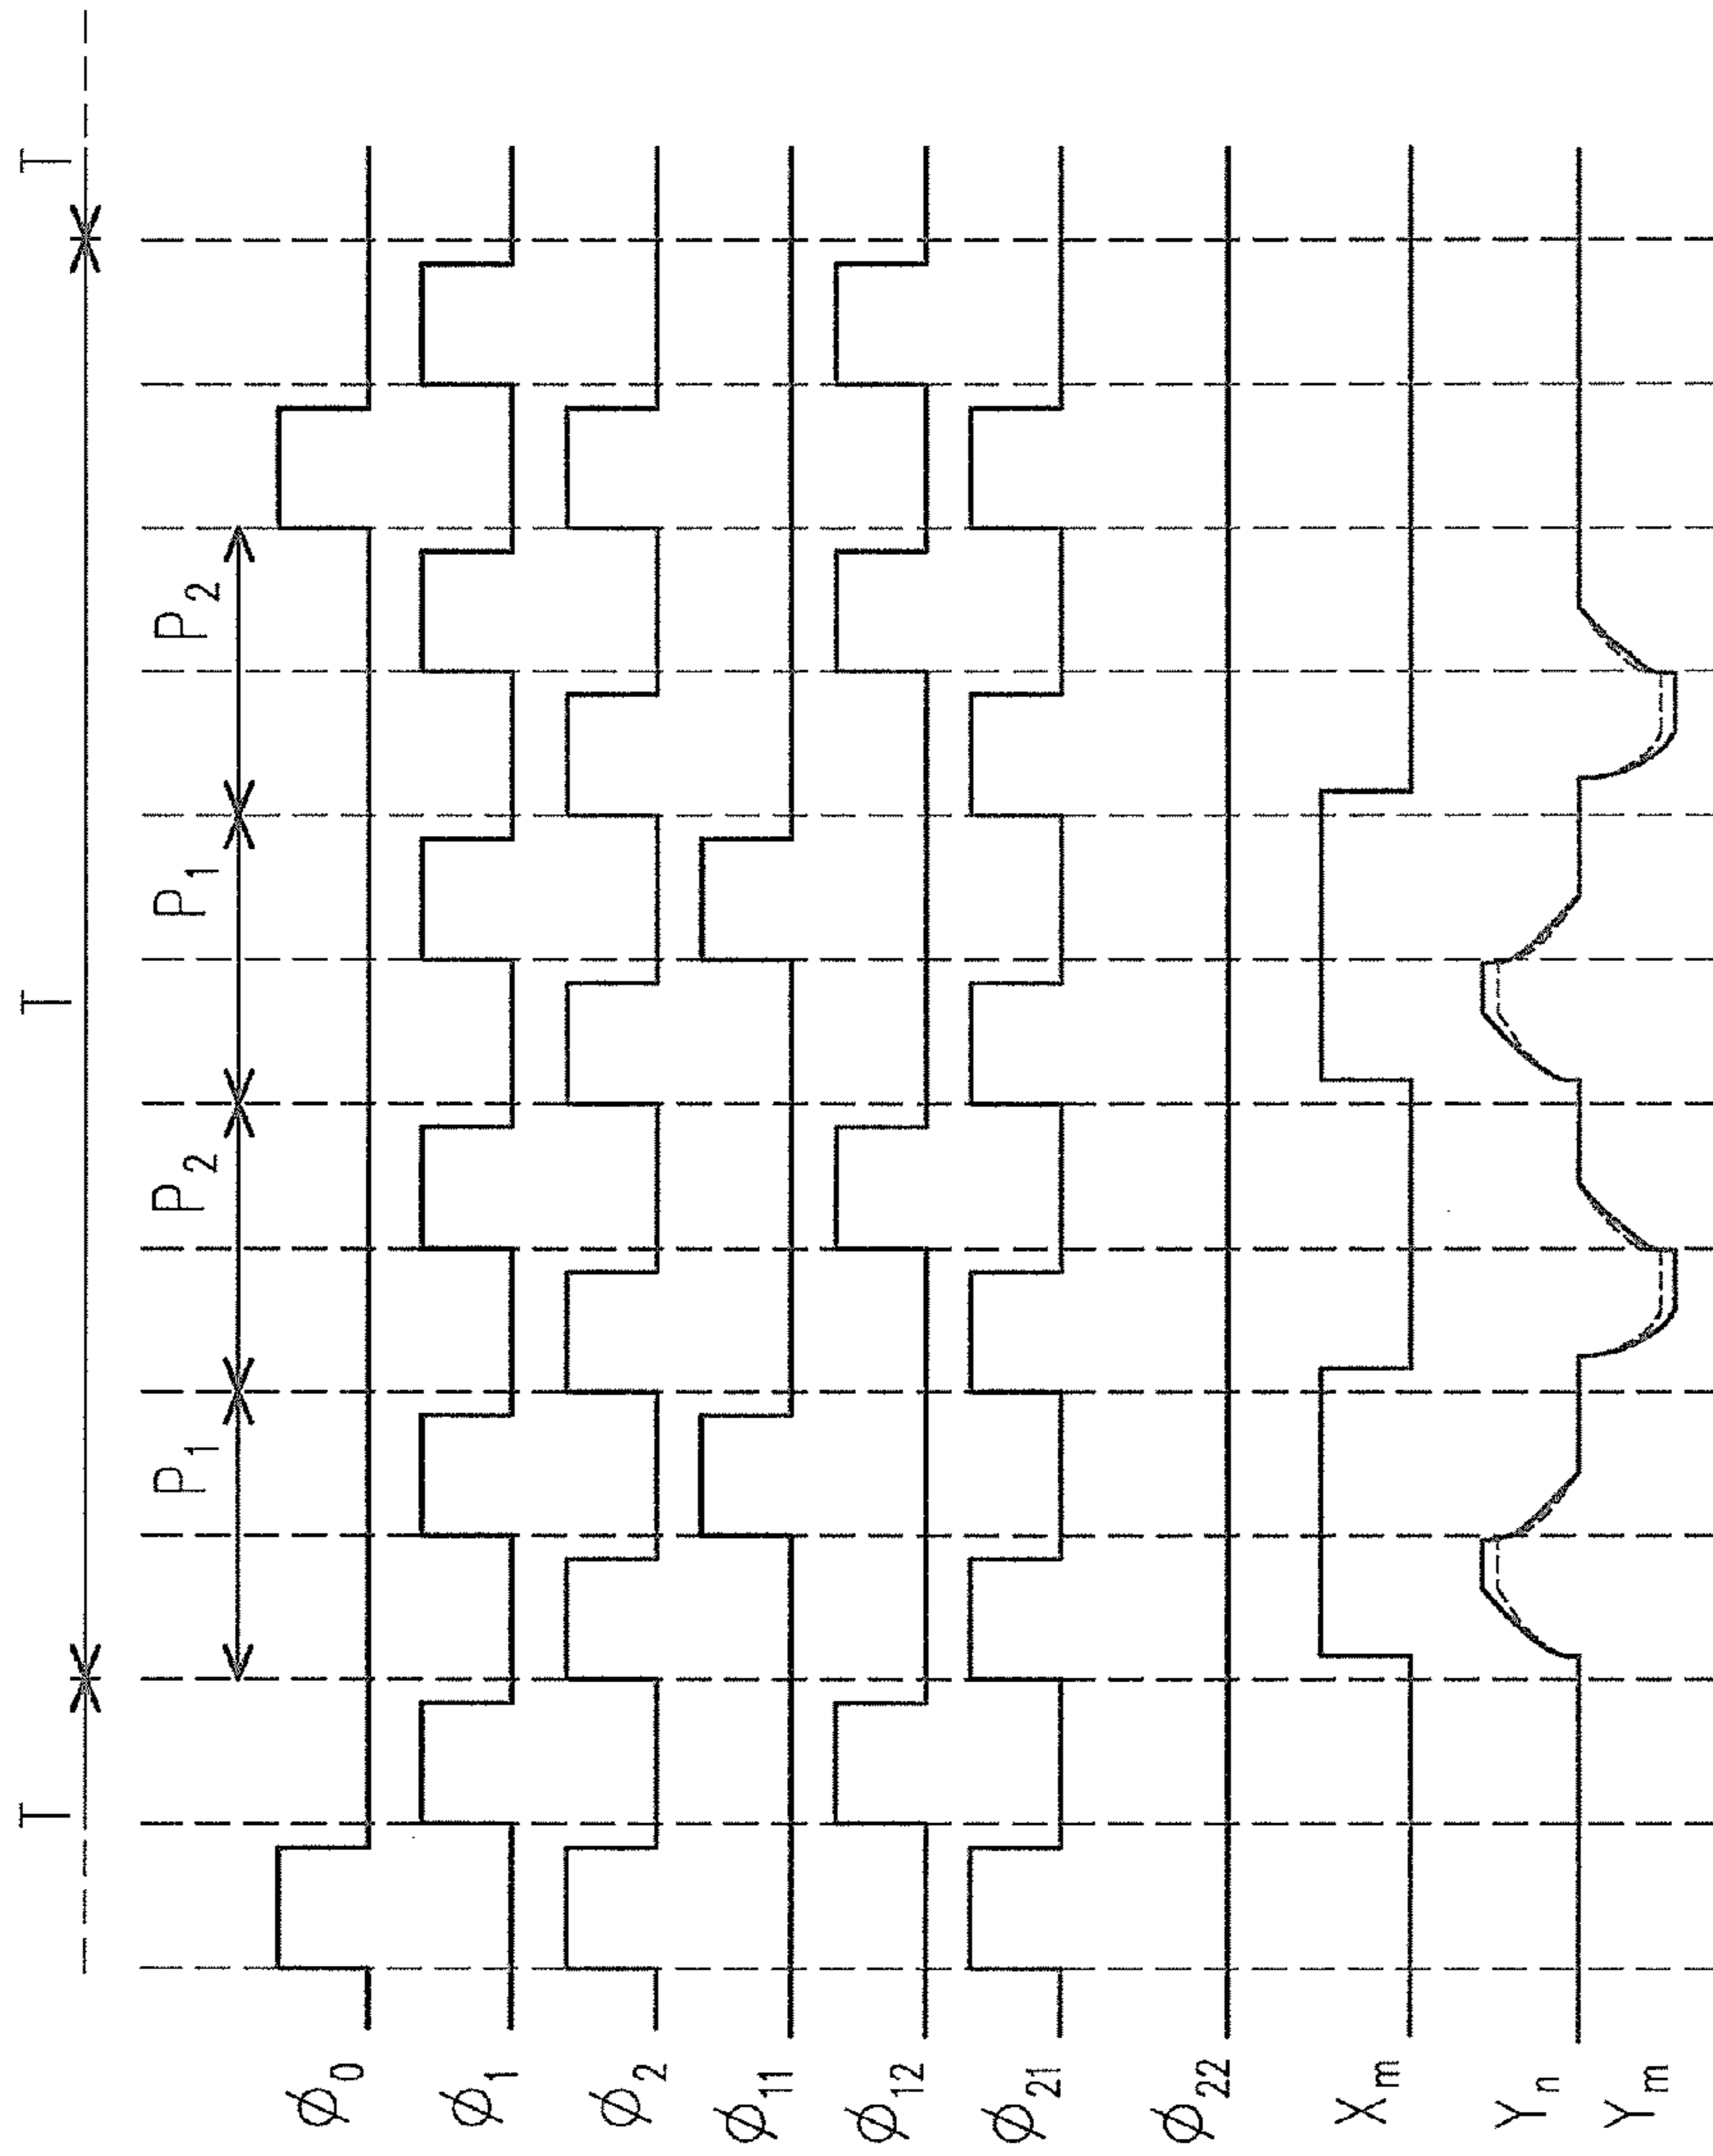 T T T
P₁ P₂ P₁ P₂
ϕ₀
ϕ₁
ϕ₂
ϕ₁₁
ϕ₁₂
ϕ₂₁
ϕ₂₂
Xₘ
Yₙ
Yₘ